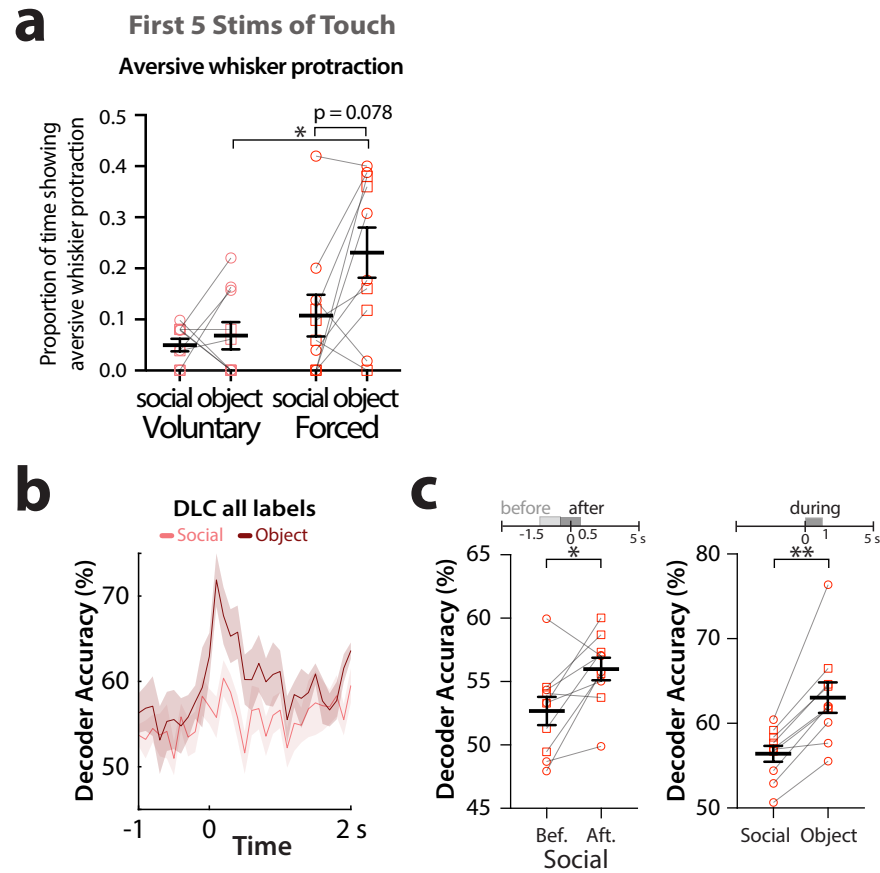 a
First 5 Stims of Touch
Aversive whisker protraction
p = 0.078
*
Proportion of time showing
aversive whiskier protraction
0.5
0.4
0.3
0.2
0.1
0.0
social object social object
Voluntary Forced
b
DLC all labels
Social Object
Decoder Accuracy (%)
70
60
50
-1 0 2 s
Time
c
before after
-1.5 0 0.5 5 s
*
Decoder Accuracy (%)
65
60
55
50
45
Bef. Aft.
Social
during
0 1 5 s
**
Decoder Accuracy (%)
80
70
60
50
Social Object